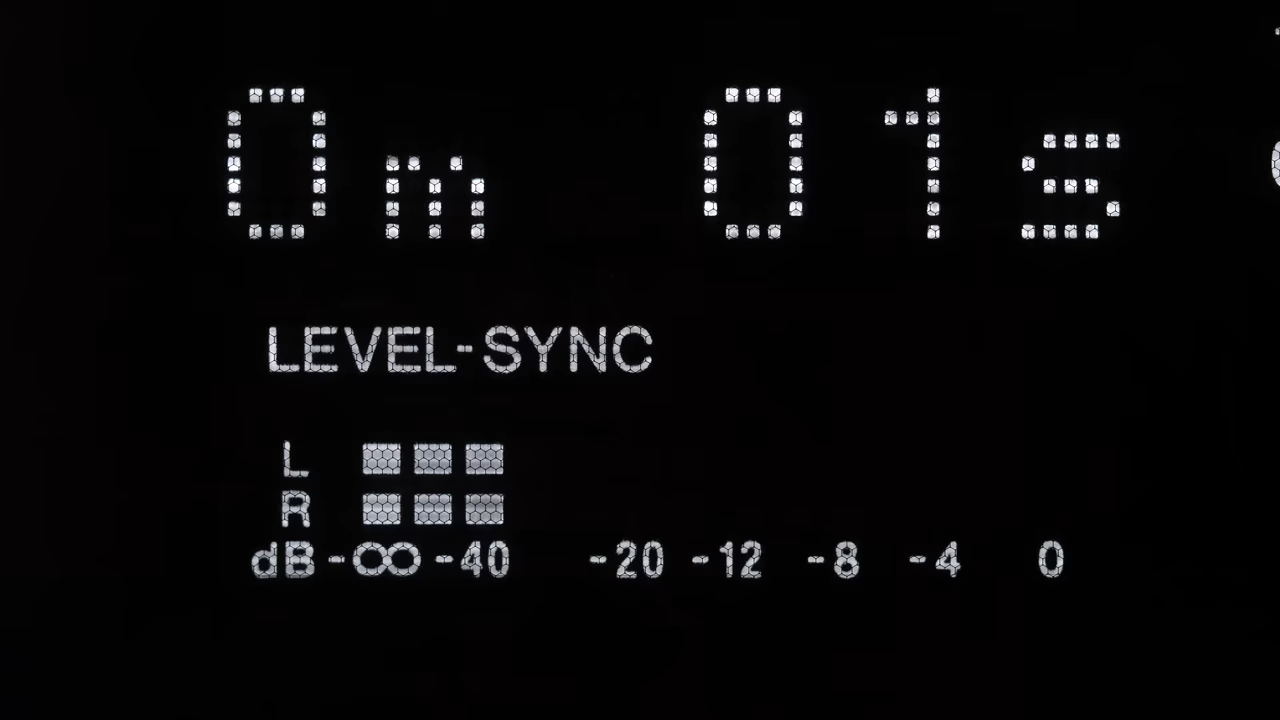 0m 01s
LEVEL-SYNC
L
R
dB -∞ -40 -20 -12 -8 -4 0